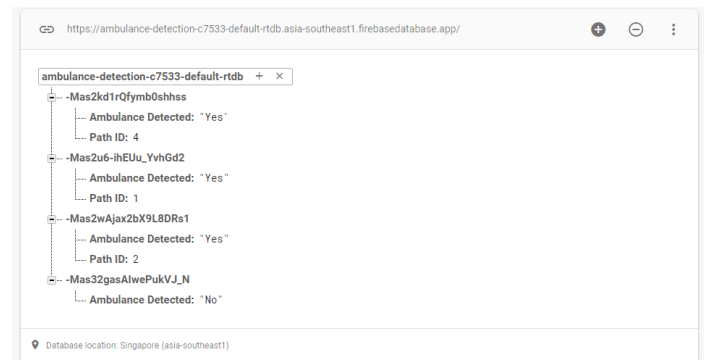 https://ambulance-detection-c7533-default-rtdb.asia-southeast1.firebasedatabase.app/
ambulance-detection-c7533-default-rtdb
-Mas2kd1rQfymb0shhss
Ambulance Detected: "Yes"
Path ID: 4
-Mas2u6-ihEUu_YvhGd2
Ambulance Detected: "Yes"
Path ID: 1
-Mas2wAjax2bX9L8DRs1
Ambulance Detected: "Yes"
Path ID: 2
-Mas32gasAIwePukVJ_N
Ambulance Detected: "No"
Database location: Singapore (asia-southeast1)